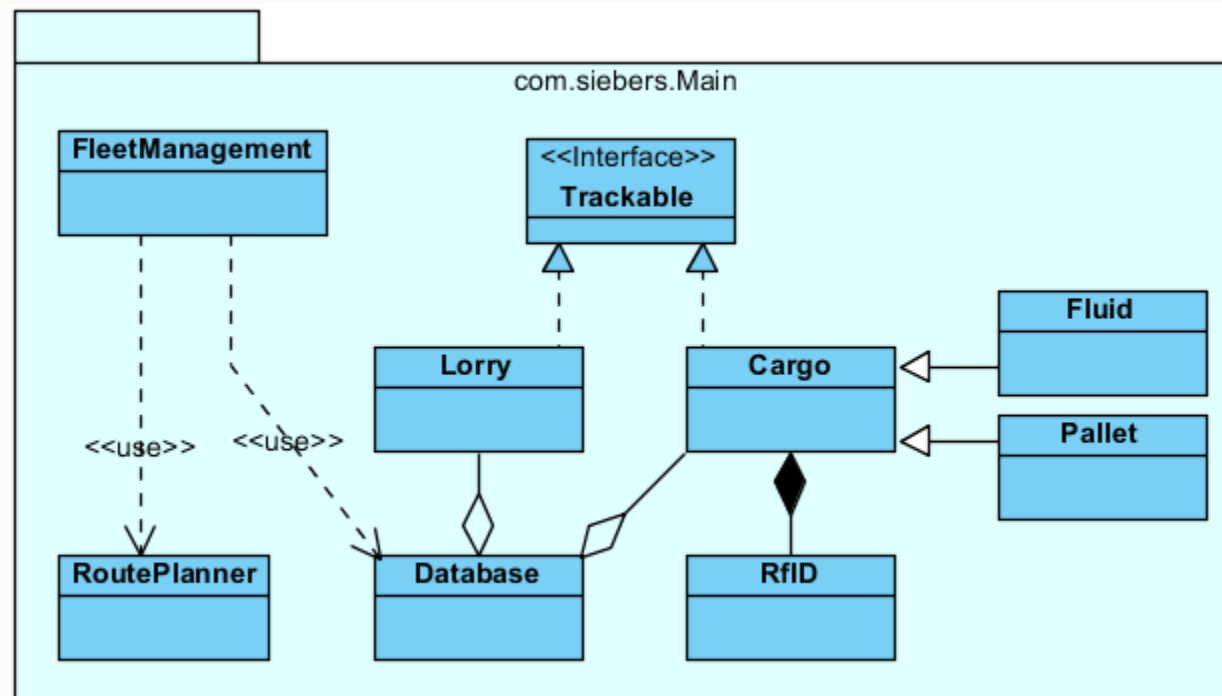 com.siebers.Main
FleetManagement
<<Interface>>
Trackable
Fluid
Lorry
Cargo
Pallet
<<use>>
<<use>>
RoutePlanner
Database
RfID